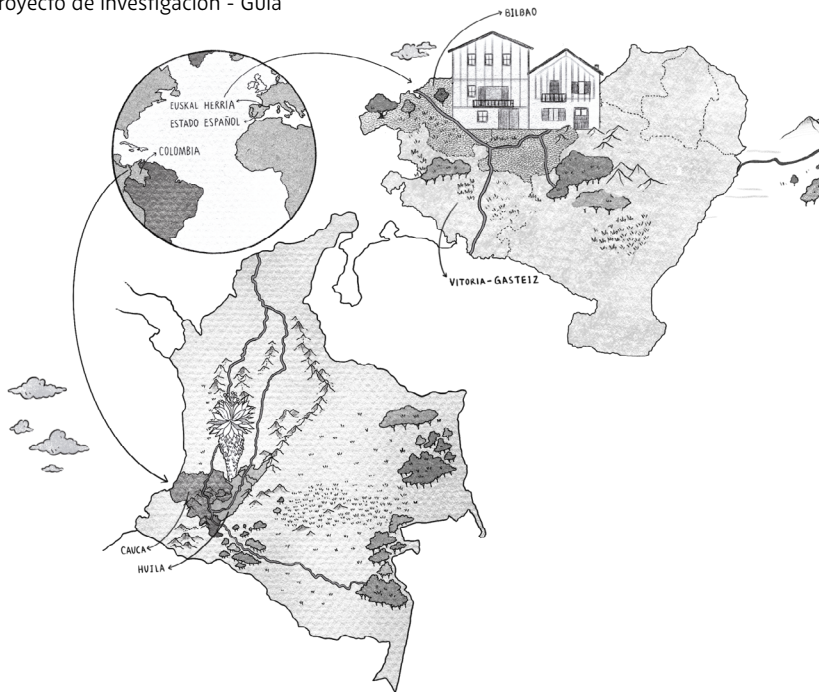 royecto de Investigación - Guía
BILBAO
EUSKAL HERRIA
ESTADO ESPAÑOL
COLOMBIA
VITORIA-GASTEIZ
CAUCA
HUILA